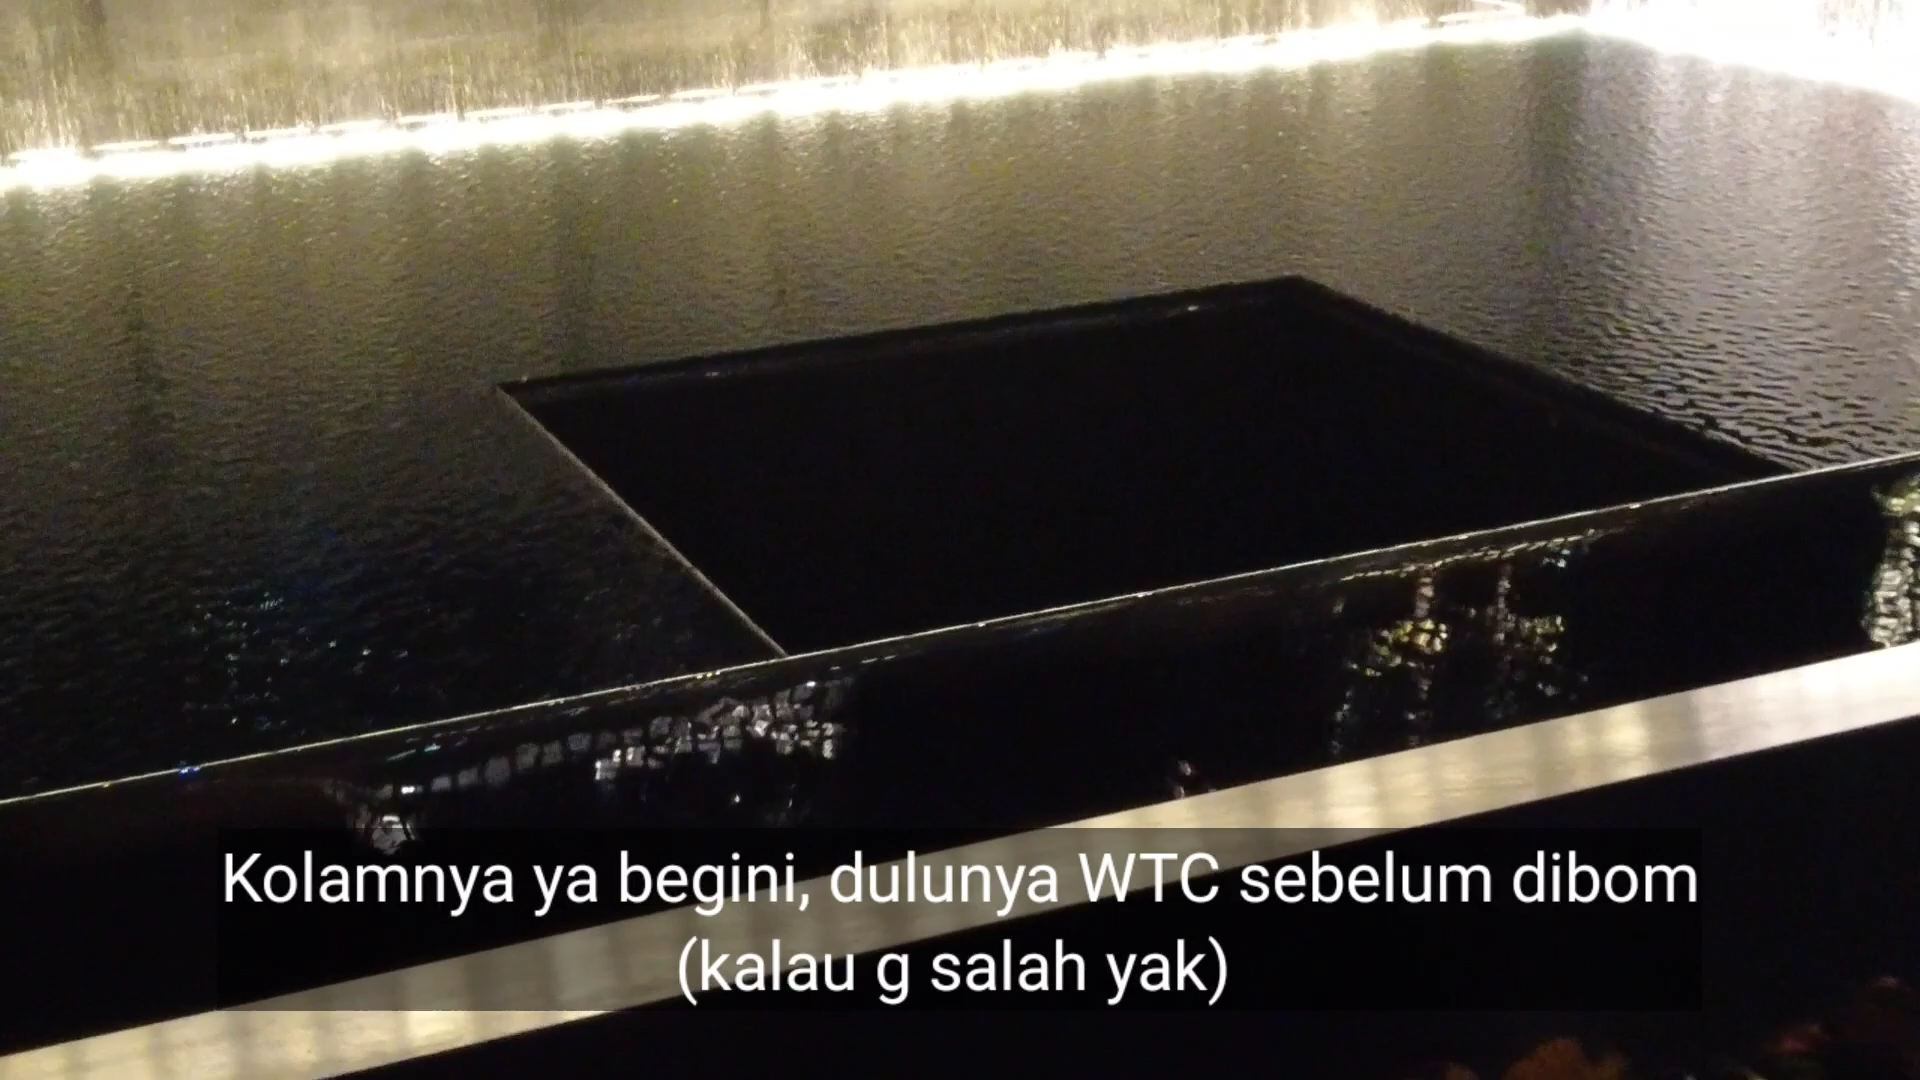 Kolamnya ya begini, dulunya WTC sebelum dibom
(kalau g salah yak)